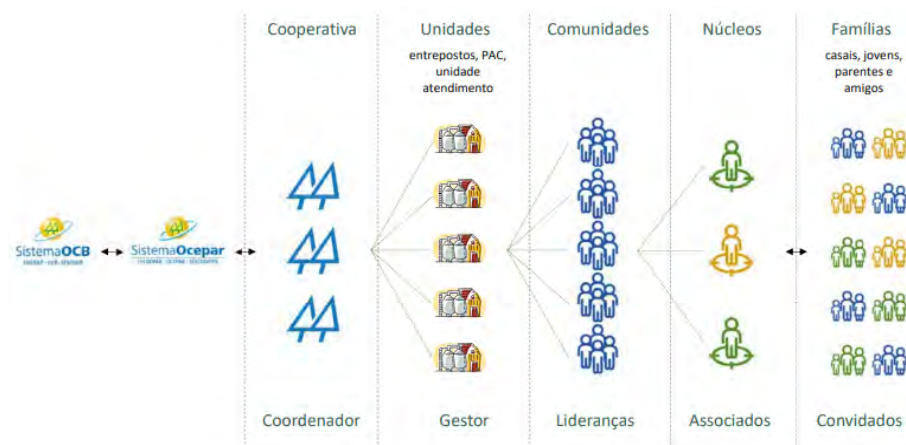 Cooperativa
Unidades
Comunidades
Núcleos
Famílias
entrepostos, PAC,
unidade
atendimento
casais, jovens,
parentes e
amigos
SistemaOCB
SistemaOcepar
Coordenador
Gestor
Lideranças
Associados
Convidados